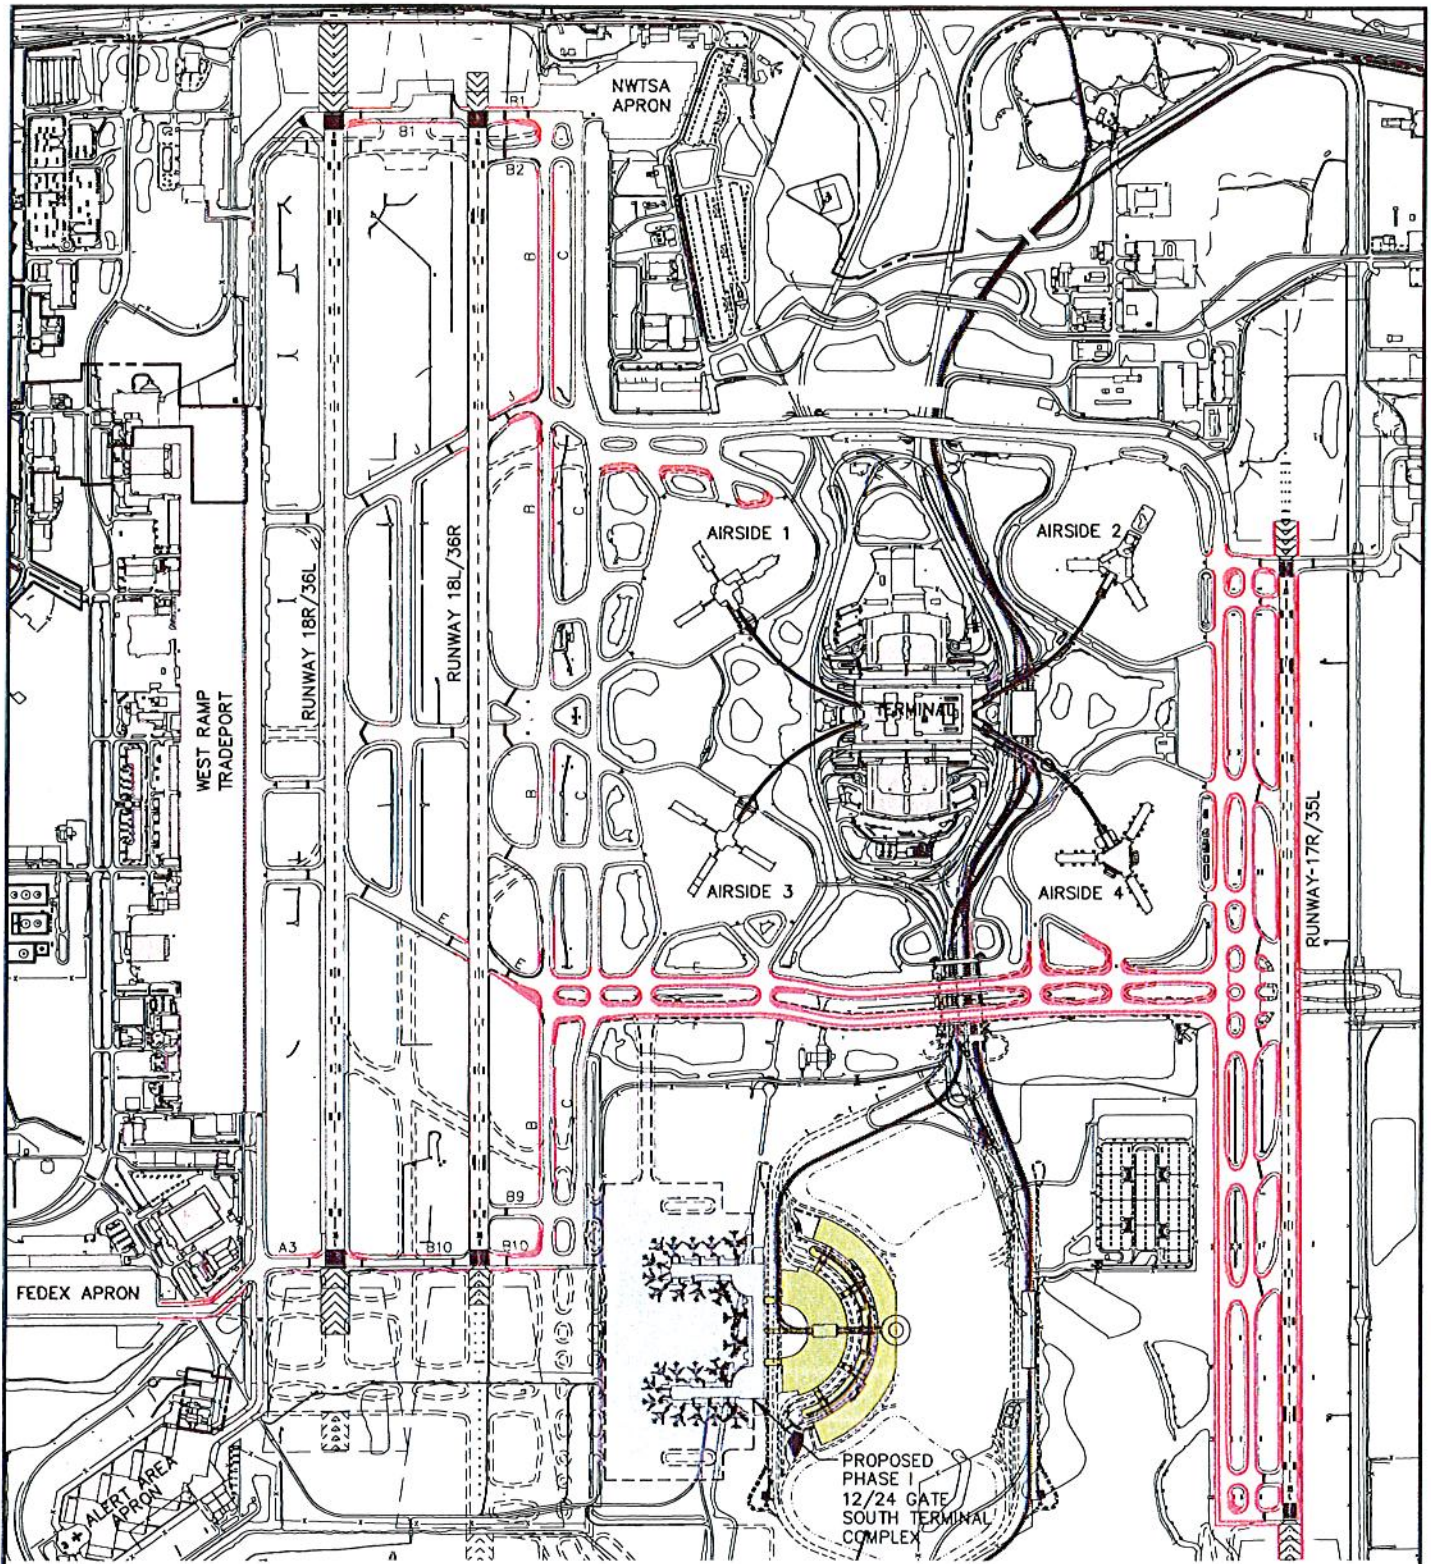 NWTSA
APRON
B1
B1
B2
B
C
J
J
B
C
AIRSIDE 1
AIRSIDE 2
RUNWAY 18R/36L
RUNWAY 18L/36R
WEST RAMP
TRADEPORT
TERMINAL
B
C
RUNWAY-17R/35L
AIRSIDE 3
AIRSIDE 4
E
E
E
B
C
B9
A3
B10
B10
FEDEX APRON
ALERT AREA
APRON
PROPOSED
PHASE I
12/24 GATE
SOUTH TERMINAL
COMPLEX